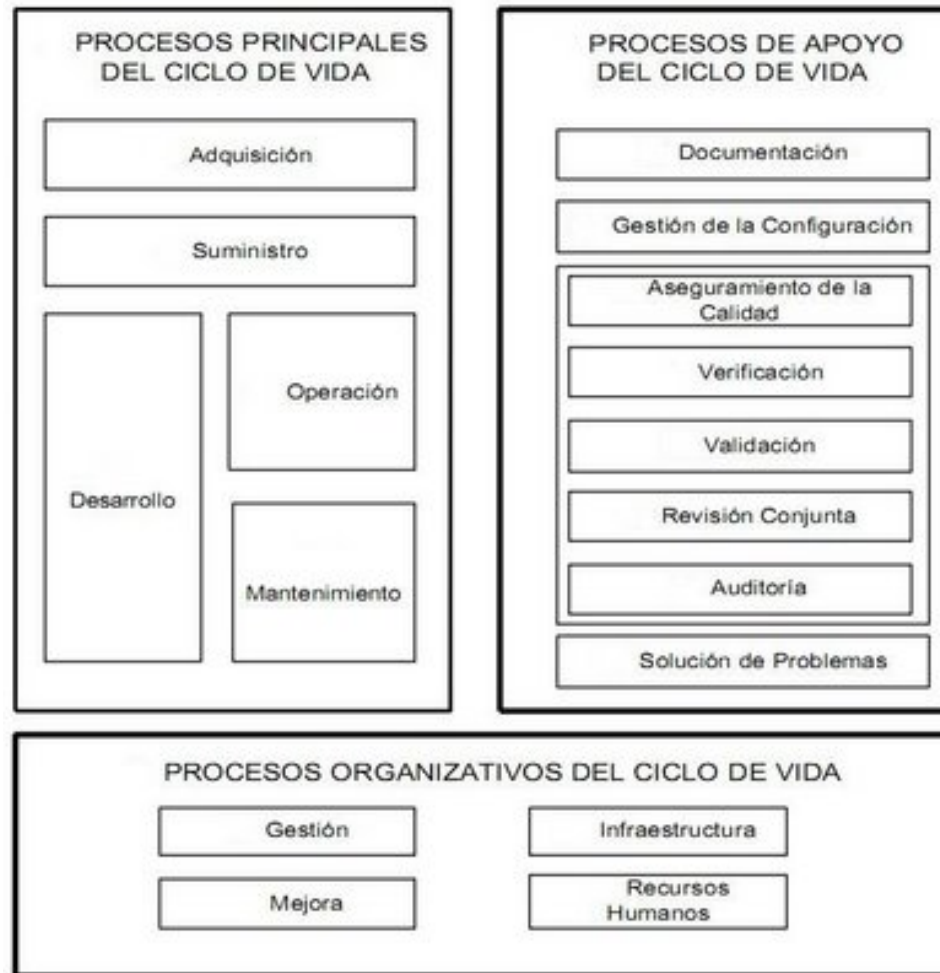 PROCESOS PRINCIPALES
DEL CICLO DE VIDA
Adquisición
Suministro
Desarrollo
Operación
Mantenimiento
PROCESOS DE APOYO
DEL CICLO DE VIDA
Documentación
Gestión de la Configuración
Aseguramiento de la
Calidad
Verificación
Validación
Revisión Conjunta
Auditoría
Solución de Problemas
PROCESOS ORGANIZATIVOS DEL CICLO DE VIDA
Gestión
Infraestructura
Mejora
Recursos
Humanos